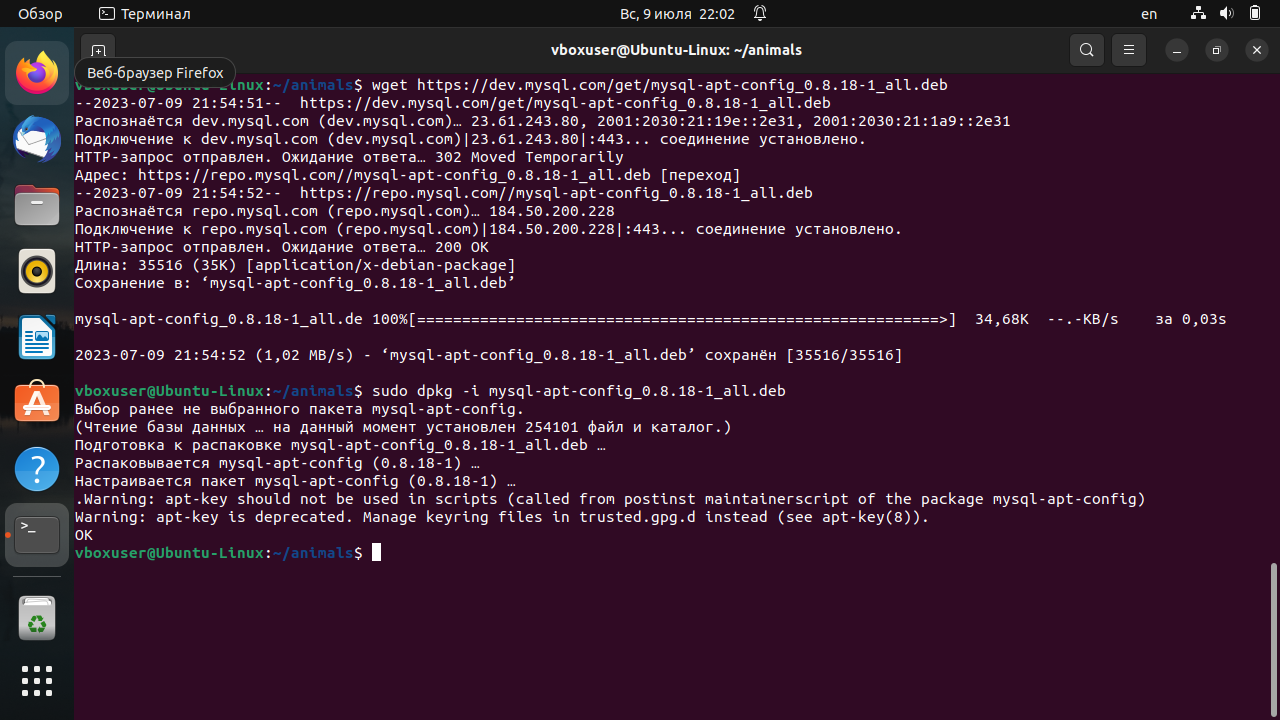 Обзор
Терминал
Вс, 9 июля 22:02
en
vboxuser@Ubuntu-Linux: ~/animals
Веб-браузер Firefox
vboxuser@Ubuntu-Linux:~/animals$ wget https://dev.mysql.com/get/mysql-apt-config_0.8.18-1_all.deb
--2023-07-09 21:54:51-- https://dev.mysql.com/get/mysql-apt-config_0.8.18-1_all.deb
Распознаётся dev.mysql.com (dev.mysql.com)… 23.61.243.80, 2001:2030:21:19e::2e31, 2001:2030:21:1a9::2e31
Подключение к dev.mysql.com (dev.mysql.com)|23.61.243.80|:443... соединение установлено.
HTTP-запрос отправлен. Ожидание ответа… 302 Moved Temporarily
Адрес: https://repo.mysql.com//mysql-apt-config_0.8.18-1_all.deb [переход]
--2023-07-09 21:54:52-- https://repo.mysql.com//mysql-apt-config_0.8.18-1_all.deb
Распознаётся repo.mysql.com (repo.mysql.com)… 184.50.200.228
Подключение к repo.mysql.com (repo.mysql.com)|184.50.200.228|:443... соединение установлено.
HTTP-запрос отправлен. Ожидание ответа… 200 OK
Длина: 35516 (35K) [application/x-debian-package]
Сохранение в: ‘mysql-apt-config_0.8.18-1_all.deb’
mysql-apt-config_0.8.18-1_all.de 100%[==========================================================>] 34,68K --.-KB/s за 0,03s
2023-07-09 21:54:52 (1,02 MB/s) - ‘mysql-apt-config_0.8.18-1_all.deb’ сохранён [35516/35516]
vboxuser@Ubuntu-Linux:~/animals$ sudo dpkg -i mysql-apt-config_0.8.18-1_all.deb
Выбор ранее не выбранного пакета mysql-apt-config.
(Чтение базы данных … на данный момент установлен 254101 файл и каталог.)
Подготовка к распаковке mysql-apt-config_0.8.18-1_all.deb …
Распаковывается mysql-apt-config (0.8.18-1) …
Настраивается пакет mysql-apt-config (0.8.18-1) …
.Warning: apt-key should not be used in scripts (called from postinst maintainerscript of the package mysql-apt-config)
Warning: apt-key is deprecated. Manage keyring files in trusted.gpg.d instead (see apt-key(8)).
OK
vboxuser@Ubuntu-Linux:~/animals$